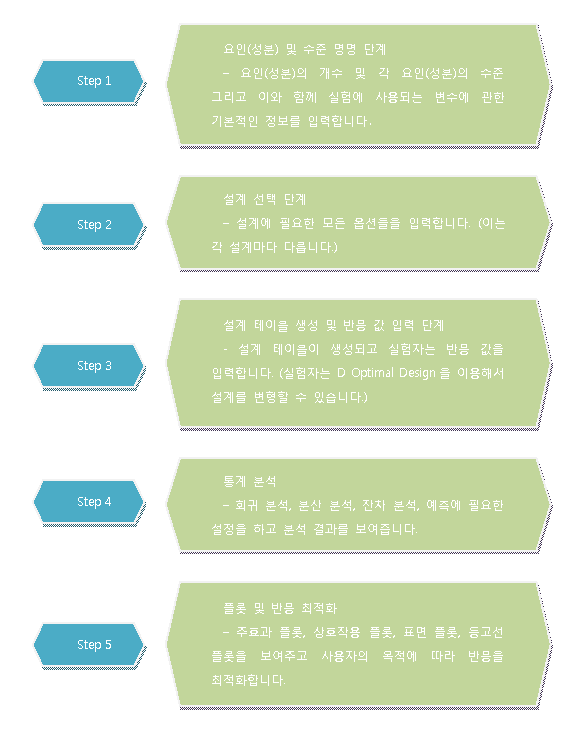 Step 1
요인(성분) 및 수준 명명 단계
– 요인(성분)의 개수 및 각 요인(성분)의 수준
그리고 이와 함께 실험에 사용되는 변수에 관한
기본적인 정보를 입력합니다.
Step 2
설계 선택 단계
– 설계에 필요한 모든 옵션들을 입력합니다. (이는
각 설계마다 다릅니다.)
Step 3
설계 테이블 생성 및 반응 값 입력 단계
- 설계 테이블이 생성되고 실험자는 반응 값을
입력합니다. (실험자는 D Optimal Design 을 이용해서
설계를 변형할 수 있습니다.)
Step 4
통계 분석
– 회귀 분석, 분산 분석, 잔차 분석, 예측에 필요한
설정을 하고 분석 결과를 보여줍니다.
Step 5
플롯 및 반응 최적화
– 주효과 플롯, 상호작용 플롯, 표면 플롯, 등고선
플롯을 보여주고 사용자의 목적에 따라 반응을
최적화합니다.